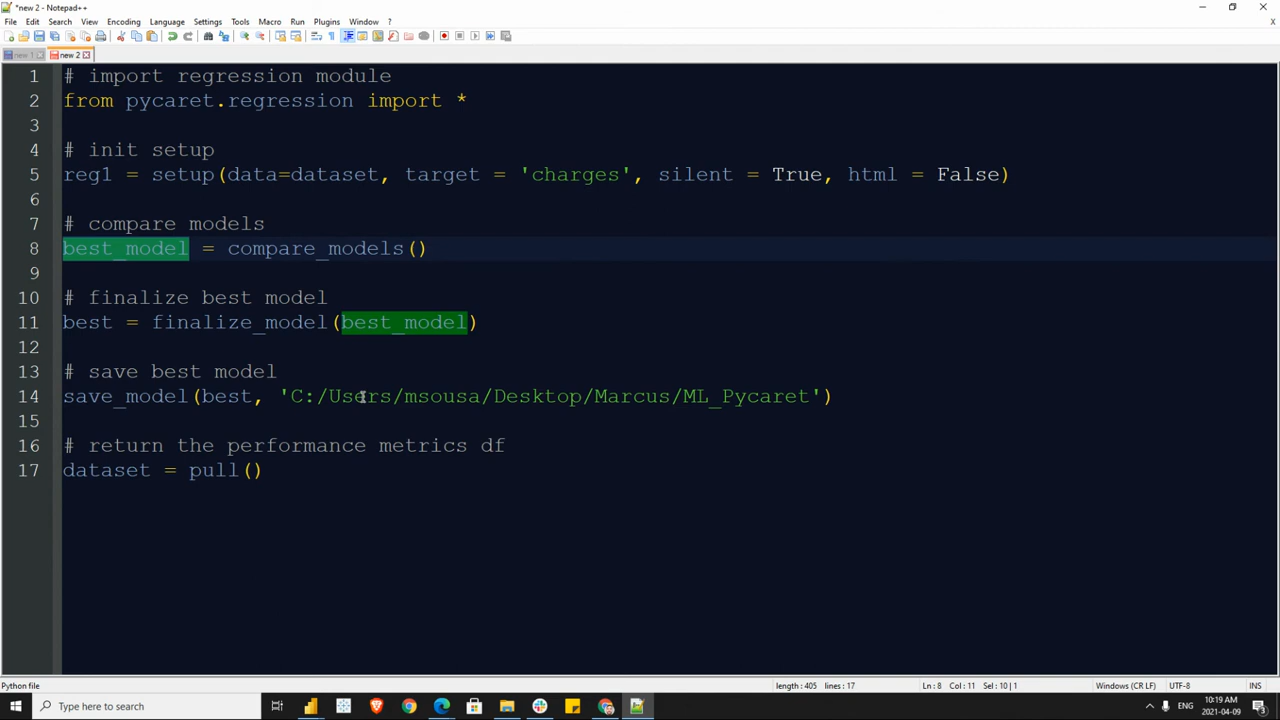 *new 2 - Notepad++
File Edit Search View Encoding Language Settings Tools Macro Run Plugins Window ?
new 1 new 2
1 # import regression module
2 from pycaret.regression import *
3
4 # init setup
5 reg1 = setup(data=dataset, target = 'charges', silent = True, html = False)
6
7 # compare models
8 best_model = compare_models()
9
10 # finalize best model
11 best = finalize_model(best_model)
12
13 # save best model
14 save_model(best, 'C:/Users/msousa/Desktop/Marcus/ML_Pycaret')
15
16 # return the performance metrics df
17 dataset = pull()
Python file length : 405 lines : 17 Ln : 8 Col : 11 Sel : 10 | 1 Windows (CR LF) UTF-8 INS
Type here to search ENG 10:19 AM
2021-04-09